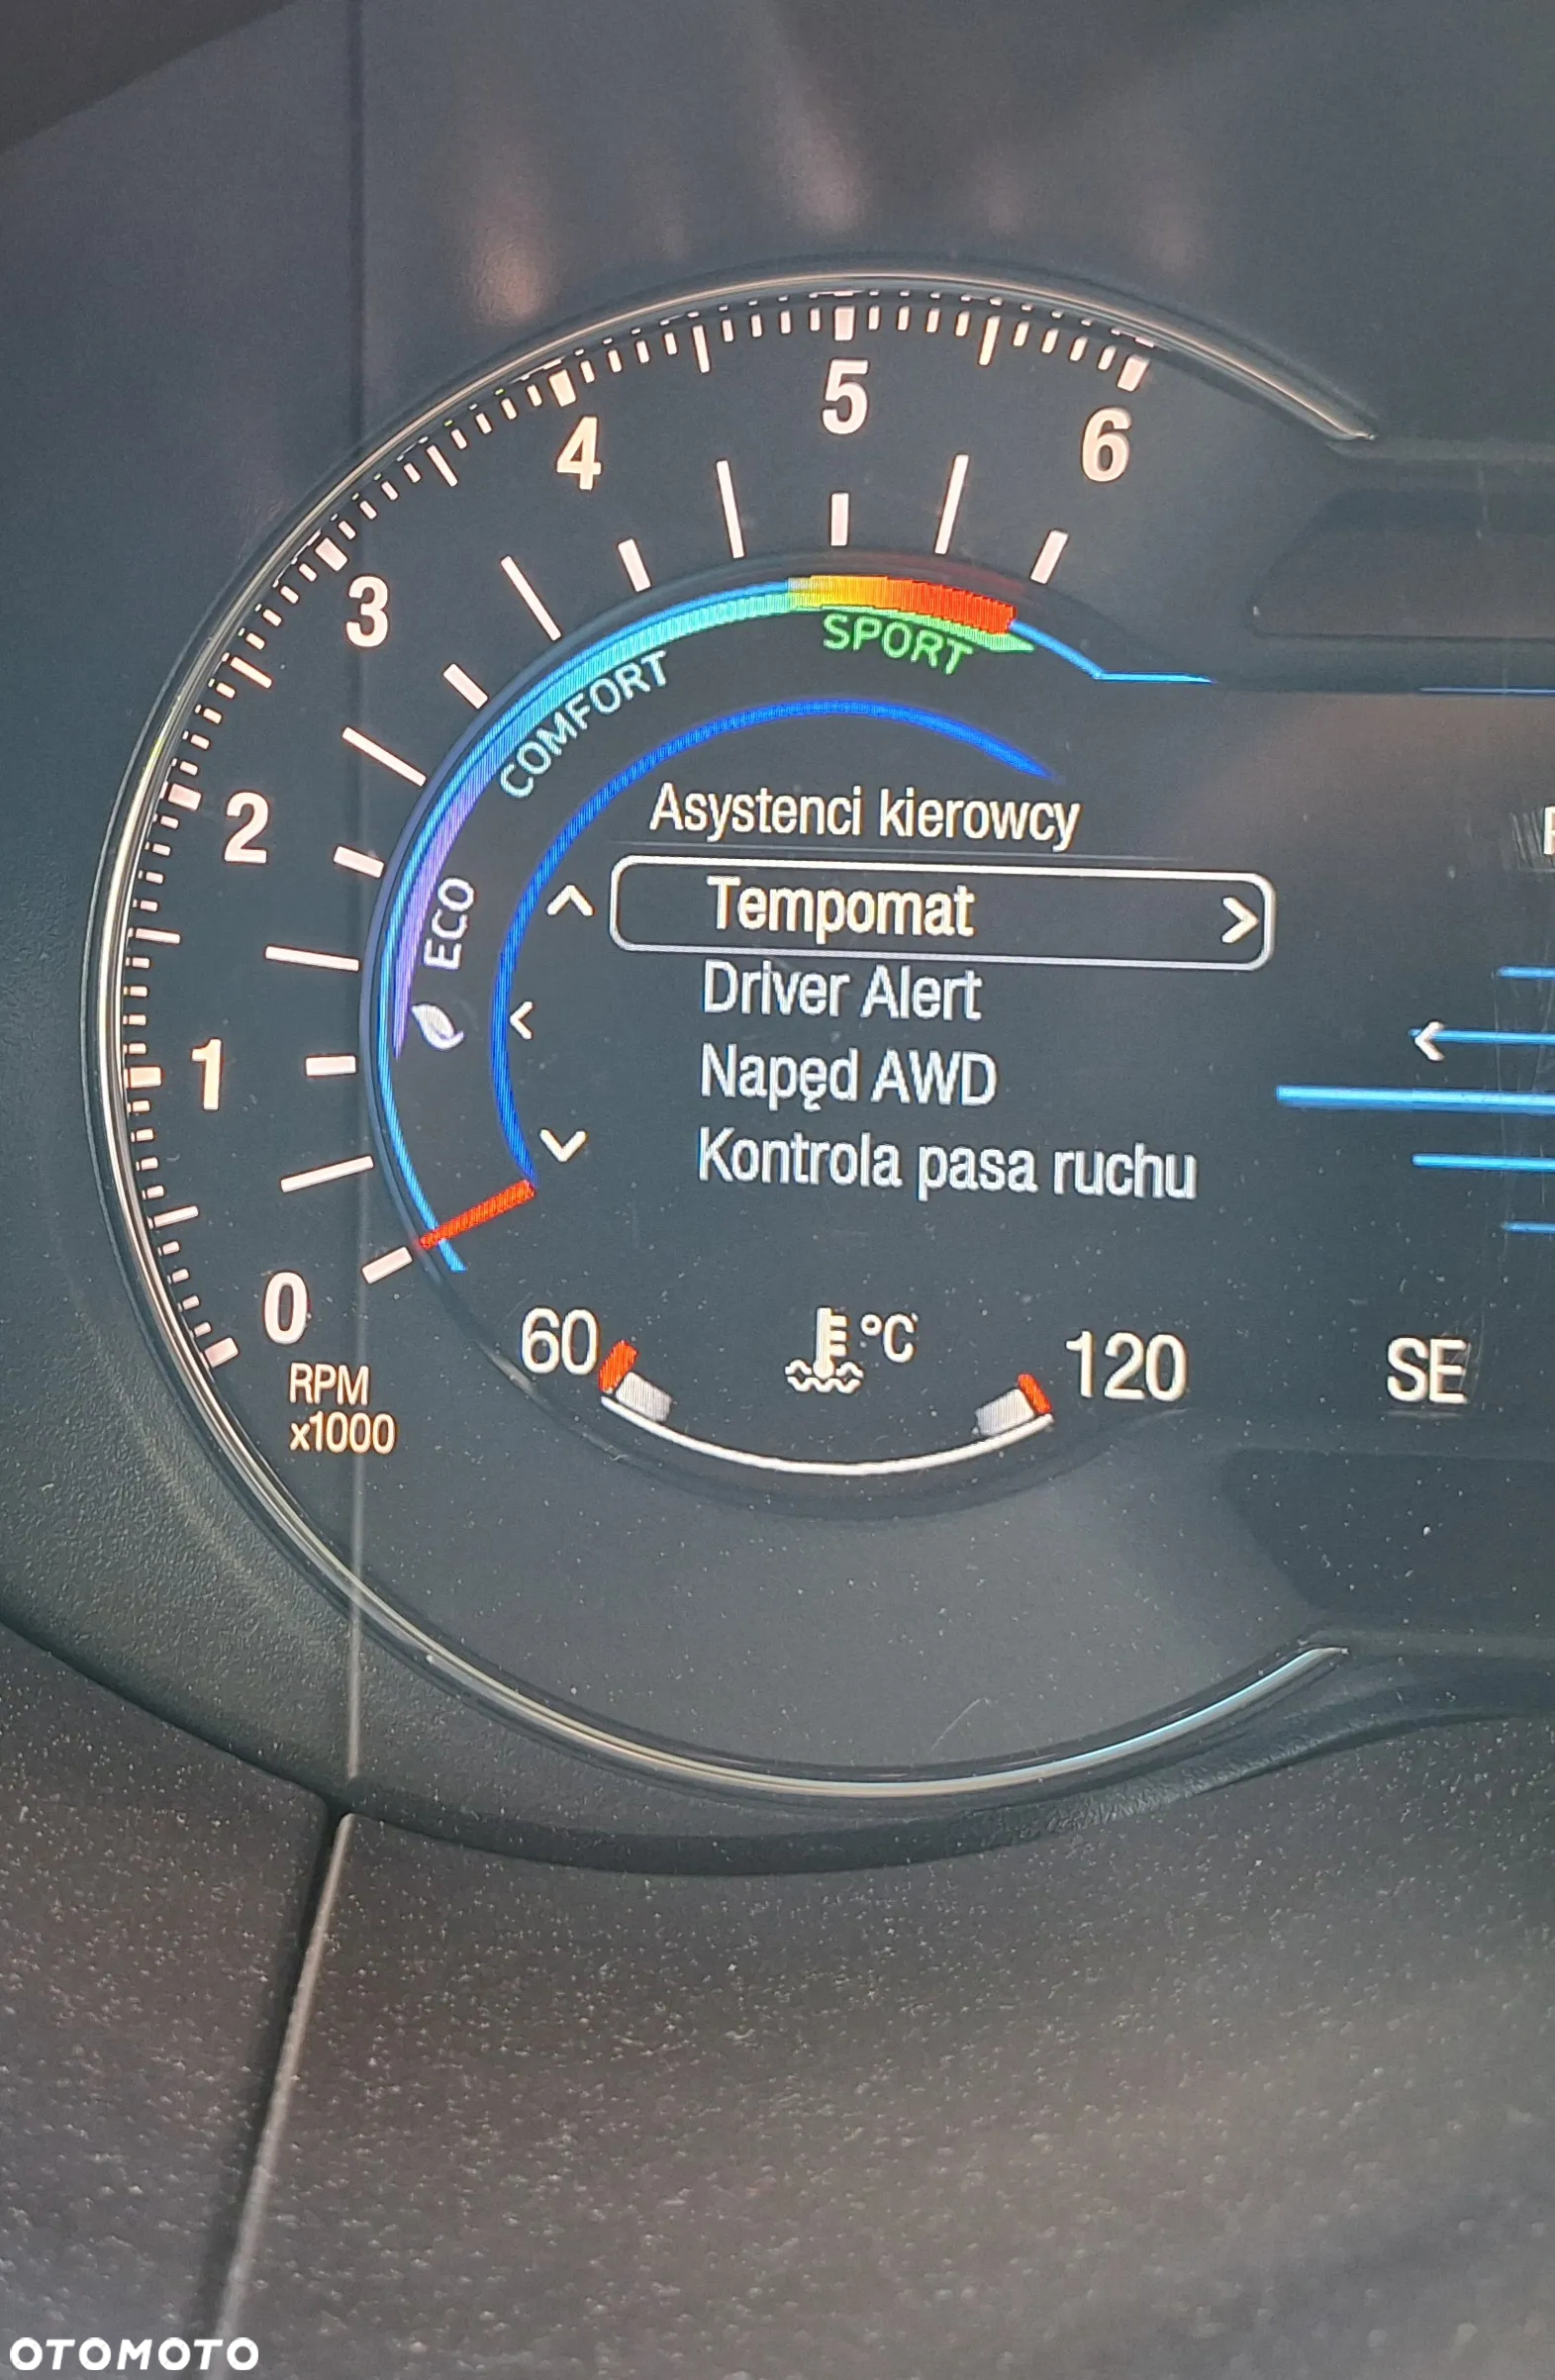 6
5
4
3
2
1
0
RPM
x1000
SPORT
COMFORT
ECO
Asystenci kierowcy
Tempomat
Driver Alert
Napęd AWD
Kontrola pasa ruchu
60 °C 120
SE
OTOMOTO